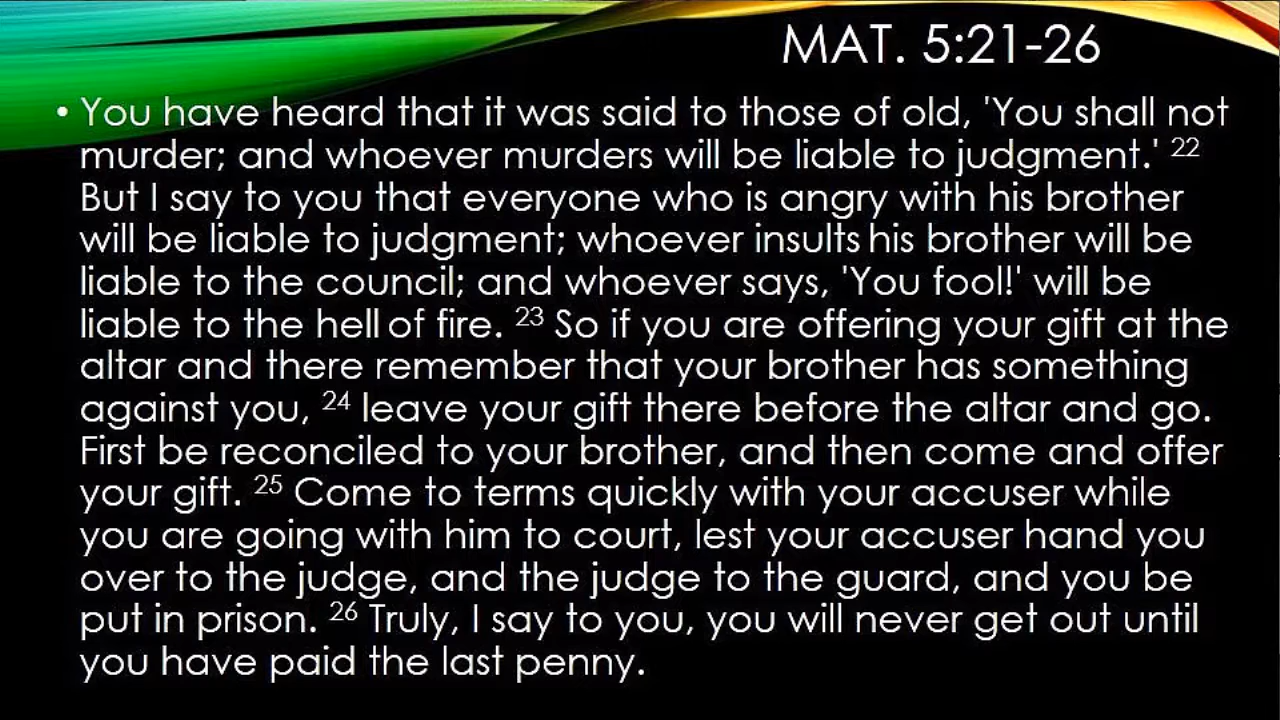 MAT. 5:21-26
• You have heard that it was said to those of old, 'You shall not
murder; and whoever murders will be liable to judgment.' 22
But I say to you that everyone who is angry with his brother
will be liable to judgment; whoever insults his brother will be
liable to the council; and whoever says, 'You fool!' will be
liable to the hell of fire. 23 So if you are offering your gift at the
altar and there remember that your brother has something
against you, 24 leave your gift there before the altar and go.
First be reconciled to your brother, and then come and offer
your gift. 25 Come to terms quickly with your accuser while
you are going with him to court, lest your accuser hand you
over to the judge, and the judge to the guard, and you be
put in prison. 26 Truly, I say to you, you will never get out until
you have paid the last penny.